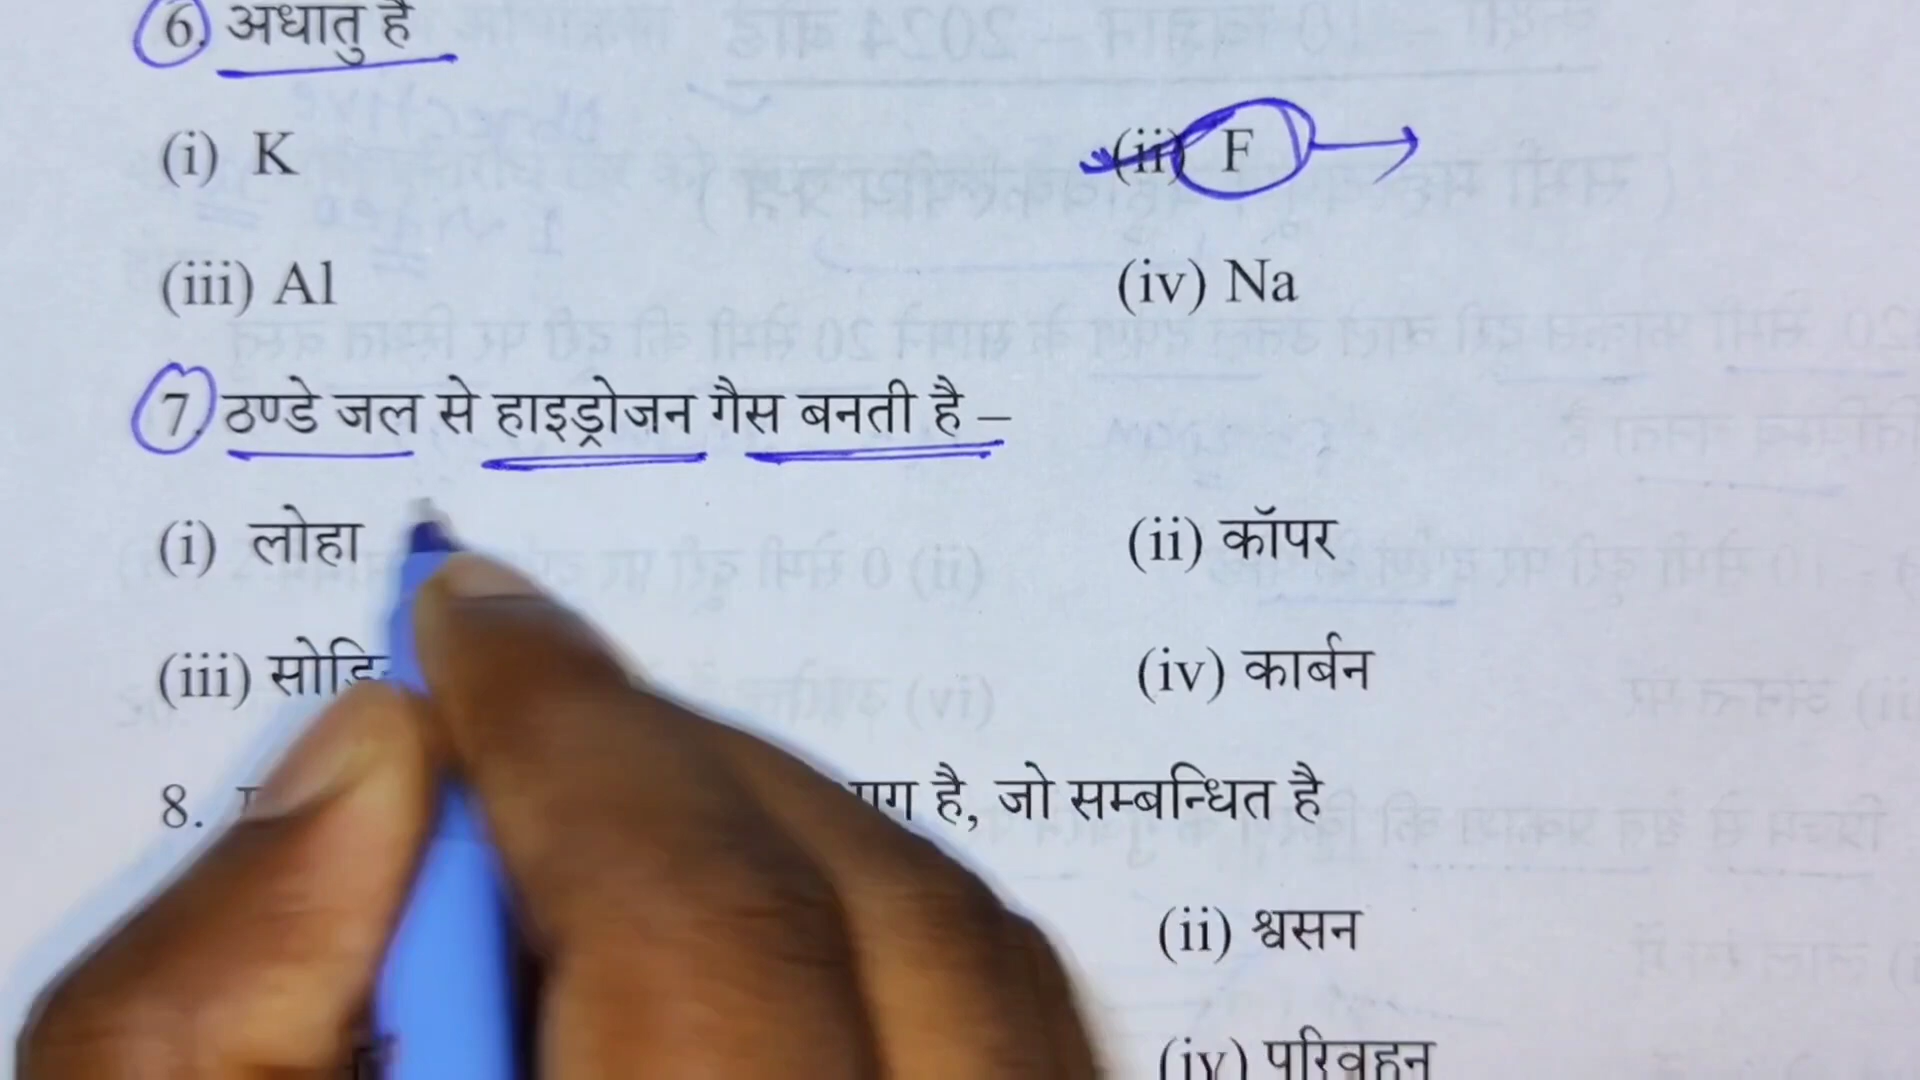 6. अधातु है
(i) K (ii) F
(iii) Al (iv) Na
7. ठण्डे जल से हाइड्रोजन गैस बनती है –
(i) लोहा (ii) कॉपर
(iii) (iv) कार्बन
8. है, जो सम्बन्धित है
(ii) श्वसन
(iv) परिवहन